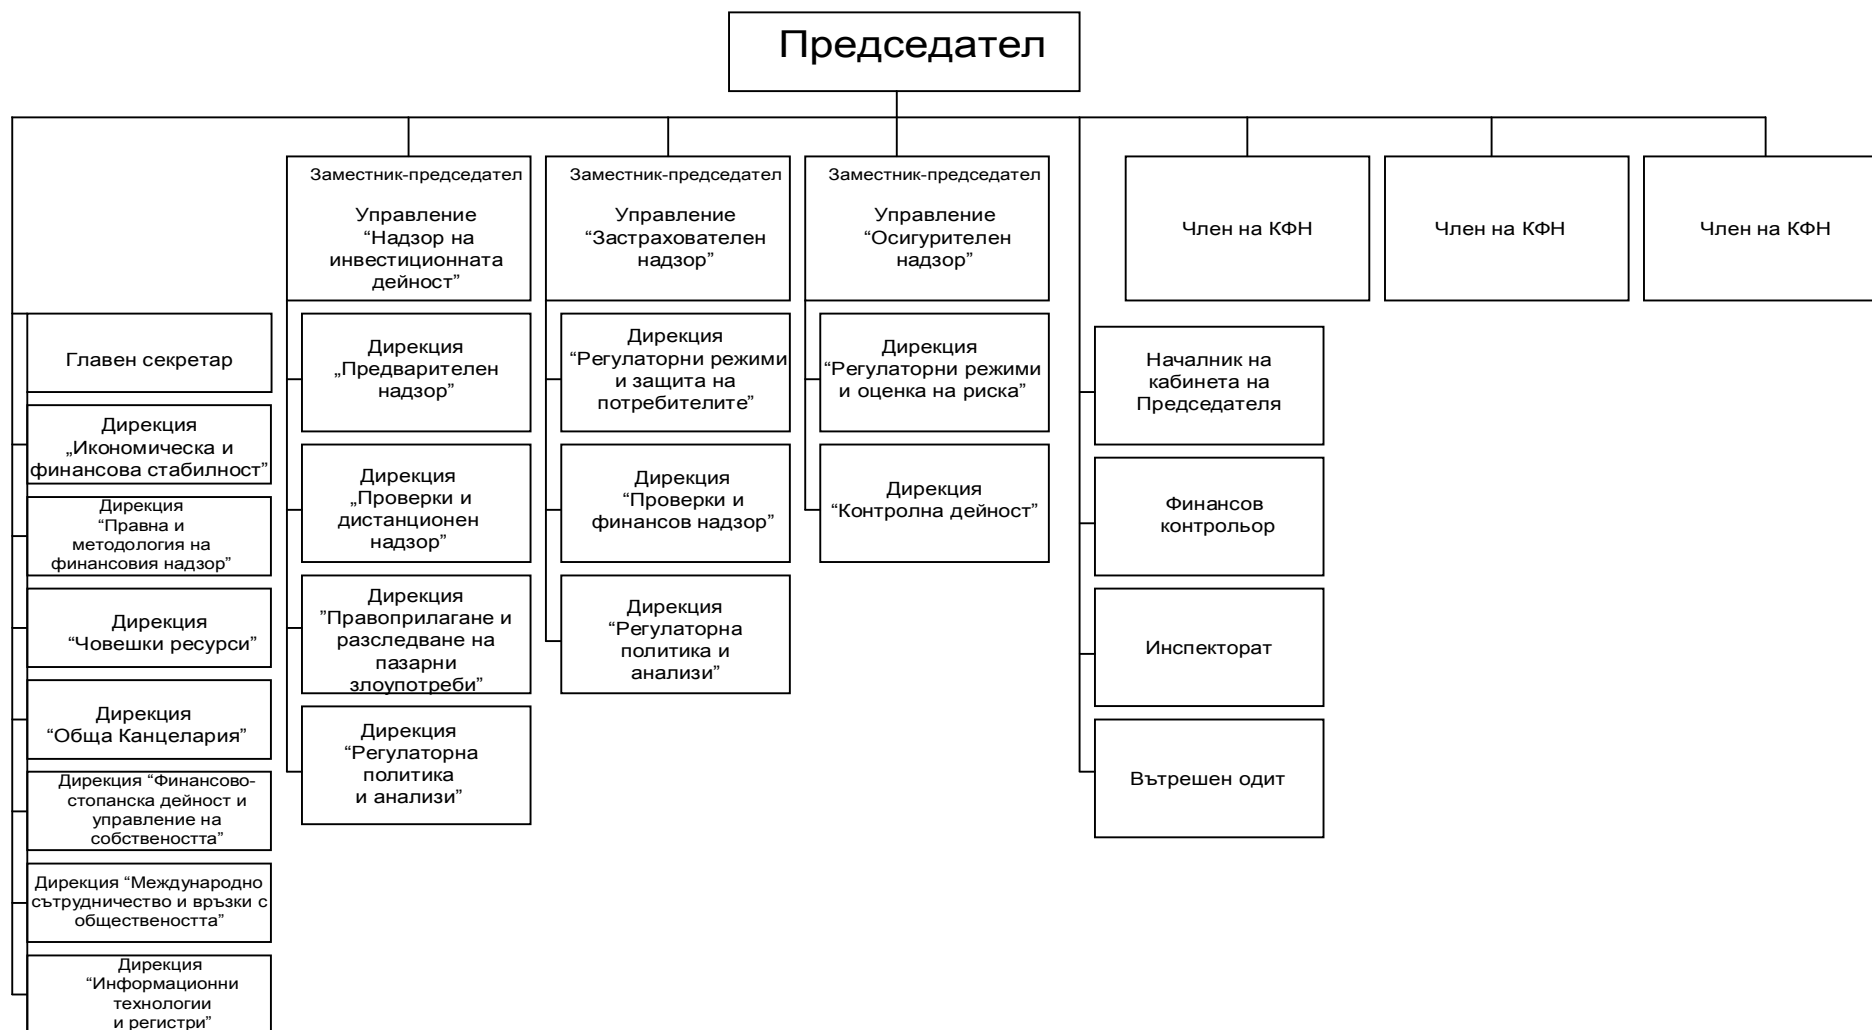 Председател
Заместник-председател
Управление
“Надзор на
инвестиционната
дейност”
Заместник-председател
Управление
“Застрахователен
надзор”
Заместник-председател
Управление
“Осигурителен
надзор”
Член на КФН
Член на КФН
Член на КФН
Главен секретар
Дирекция
„Икономическа и
финансова стабилност”
Дирекция
“Правна и
методология на
финансовия надзор”
Дирекция
“Човешки ресурси”
Дирекция
“Обща Канцелария”
Дирекция “Финансово-
стопанска дейност и
управление на
собствеността”
Дирекция “Международно
сътрудничество и връзки с
обществеността”
Дирекция
“Информационни
технологии
и регистри”
Дирекция
„Предварителен
надзор”
Дирекция
„Проверки и
дистанционен
надзор”
Дирекция
”Правоприлагане и
разследване на
пазарни
злоупотреби”
Дирекция
“Регулаторна
политика
и анализи”
Дирекция
“Регулаторни режими
и защита на
потребителите”
Дирекция
“Проверки и
финансов надзор”
Дирекция
“Регулаторна
политика и
анализи”
Дирекция
“Регулаторни режими
и оценка на риска”
Дирекция
“Контролна дейност”
Началник на
кабинета на
Председателя
Финансов
контрольор
Инспекторат
Вътрешен одит